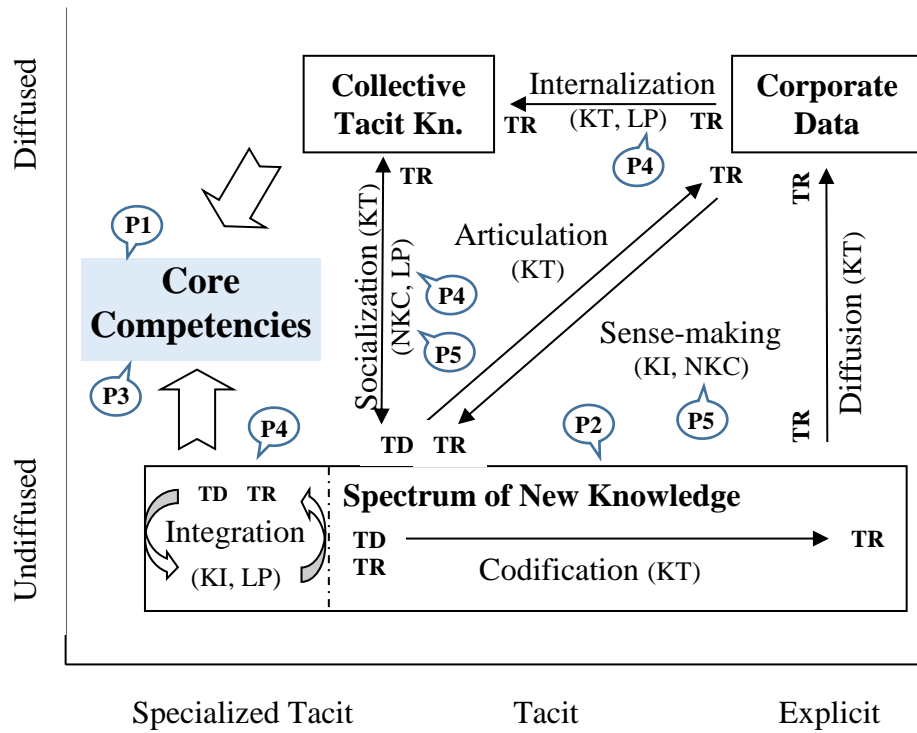 Diffused
Undiffused
Collective
Tacit Kn.
Internalization
(KT, LP)
TR
TR
P4
Corporate
Data
TR
TR
TR
P1
Core
Competencies
P3
Socialization (KT)
(NKC, LP)
P4
P5
Articulation
(KT)
Sense-making
(KI, NKC)
P5
Diffusion (KT)
TR
P4
TD TR
P2
TD TR
Integration
(KI, LP)
Spectrum of New Knowledge
TD
TR
Codification (KT)
TR
Specialized Tacit
Tacit
Explicit